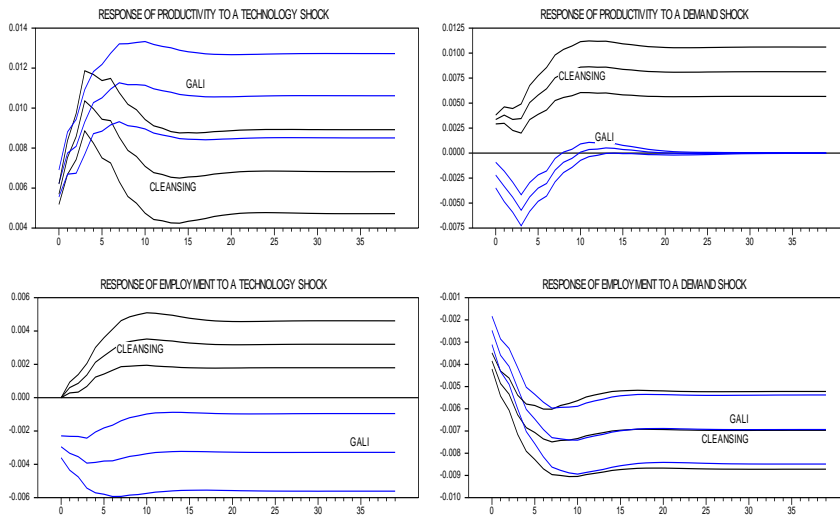 RESPONSE OF PRODUCTIVITY TO A TECHNOLOGY SHOCK
0.014
0.012
0.010
0.008
0.006
0.004
GALI
CLEANSING
0 5 10 15 20 25 30 35
RESPONSE OF PRODUCTIVITY TO A DEMAND SHOCK
0.0125
0.0100
0.0075
0.0050
0.0025
0.0000
-0.0025
-0.0050
-0.0075
CLEANSING
GALI
0 5 10 15 20 25 30 35
RESPONSE OF EMPLOYMENT TO A TECHNOLOGY SHOCK
0.006
0.004
0.002
0.000
-0.002
-0.004
-0.006
CLEANSING
GALI
0 5 10 15 20 25 30 35
RESPONSE OF EMPLOYMENT TO A DEMAND SHOCK
-0.001
-0.002
-0.003
-0.004
-0.005
-0.006
-0.007
-0.008
-0.009
-0.010
GALI
CLEANSING
0 5 10 15 20 25 30 35